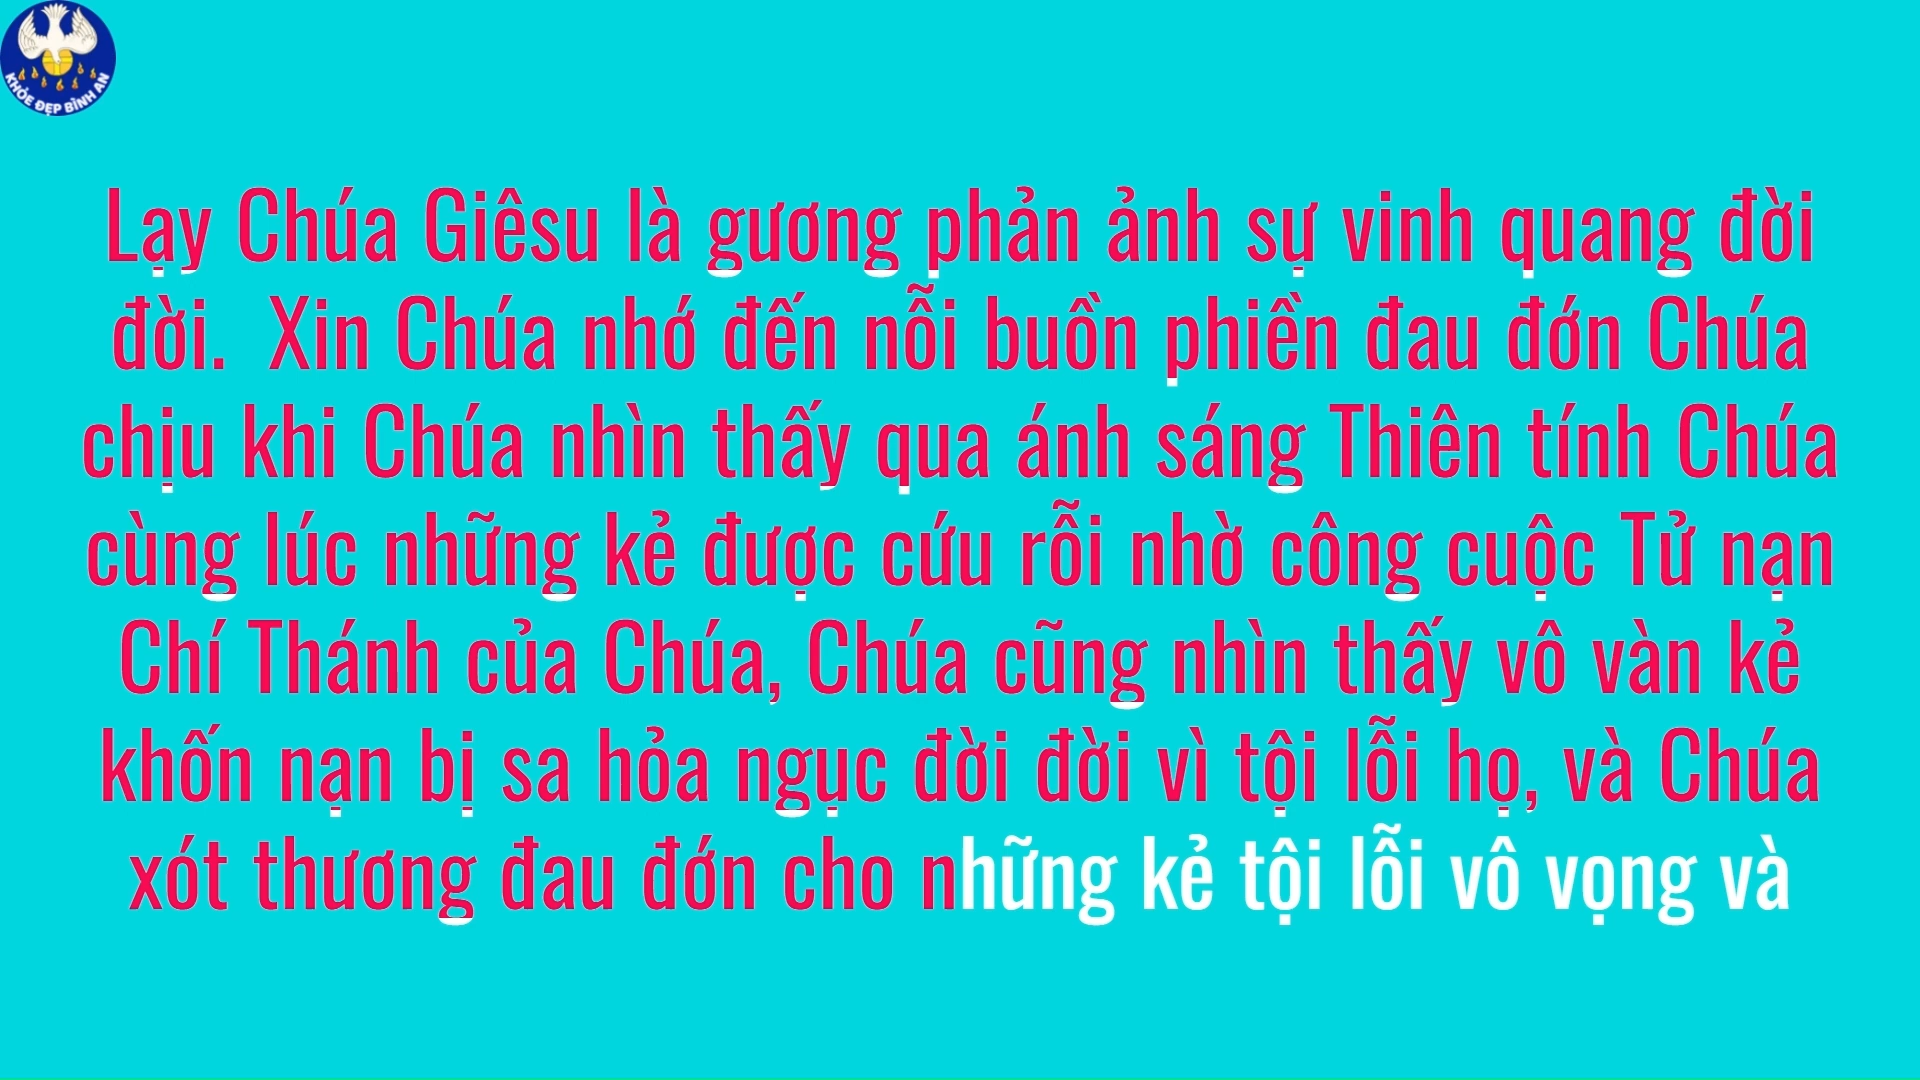 KHỎE ĐẸP BÌNH AN
Lạy Chúa Giêsu là gương phản ảnh sự vinh quang đời
đời.  Xin Chúa nhớ đến nỗi buồn phiền đau đớn Chúa
chịu khi Chúa nhìn thấy qua ánh sáng Thiên tính Chúa
cùng lúc những kẻ được cứu rỗi nhờ công cuộc Tử nạn
Chí Thánh của Chúa, Chúa cũng nhìn thấy vô vàn kẻ
khốn nạn bị sa hỏa ngục đời đời vì tội lỗi họ, và Chúa
xót thương đau đớn cho những kẻ tội lỗi vô vọng và